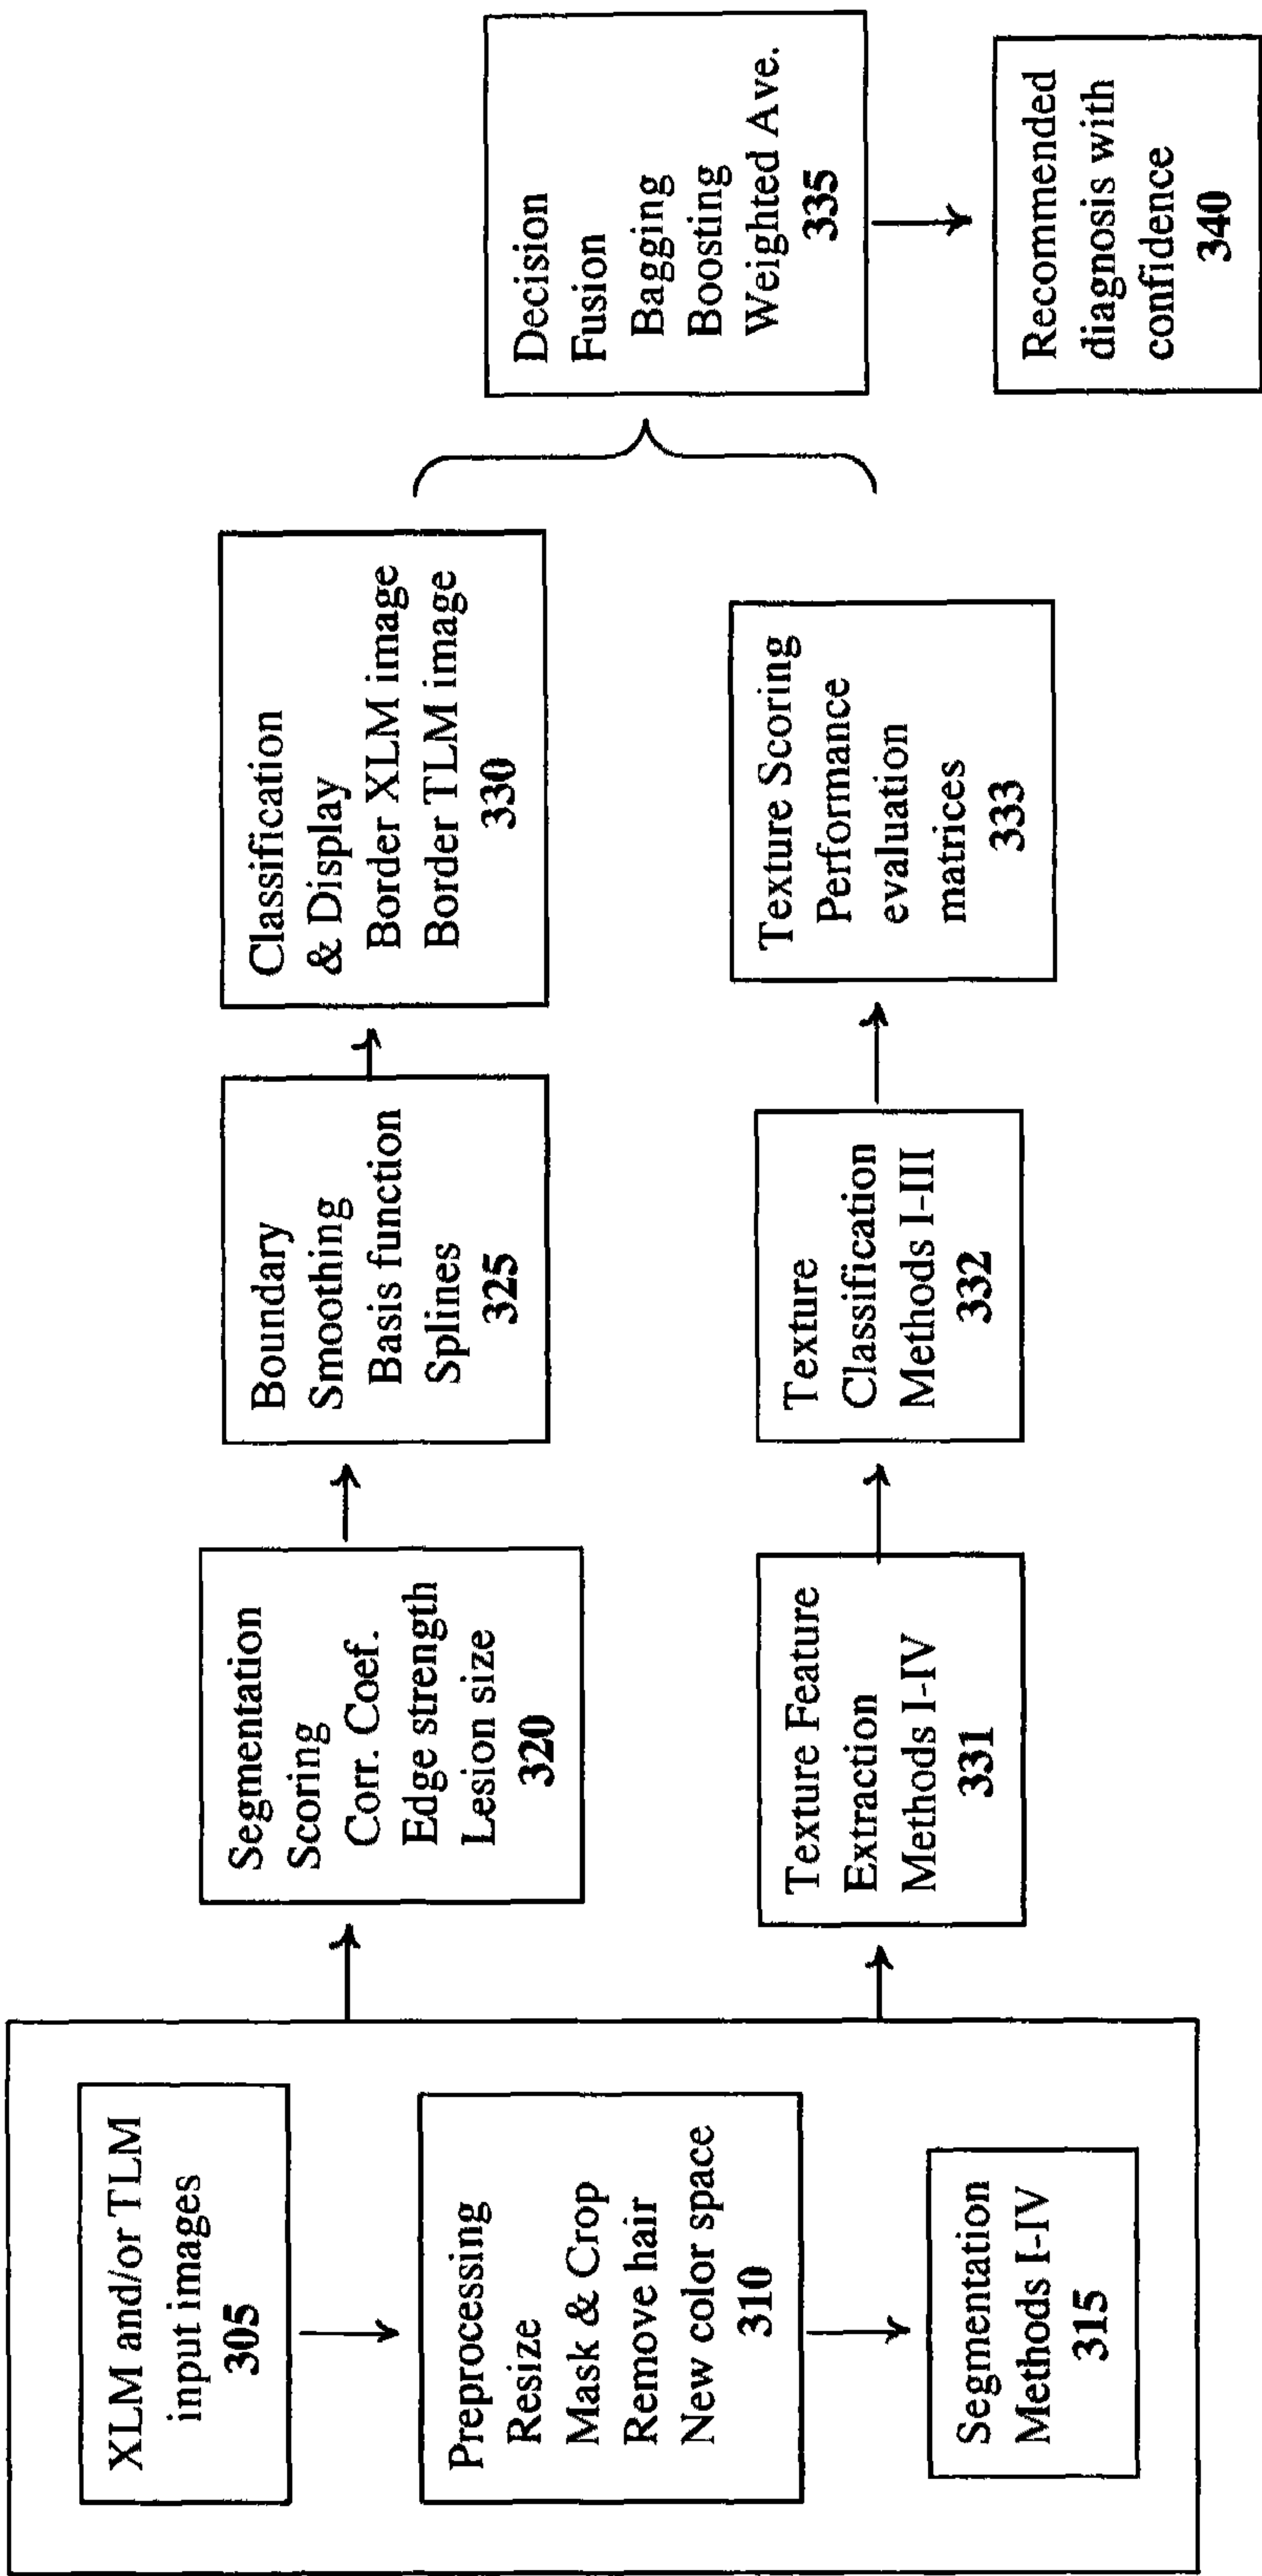 XLM and/or TLM
input images
305
Preprocessing
Resize
Mask & Crop
Remove hair
New color space
310
Segmentation
Methods I-IV
315
Segmentation
Scoring
Corr. Coef.
Edge strength
Lesion size
320
Boundary
Smoothing
Basis function
Splines
325
Classification
& Display
Border XLM image
Border TLM image
330
Texture Feature
Extraction
Methods I-IV
331
Texture
Classification
Methods I-III
332
Texture Scoring
Performance
evaluation
matrices
333
Decision
Fusion
Bagging
Boosting
Weighted Ave.
335
Recommended
diagnosis with
confidence
340